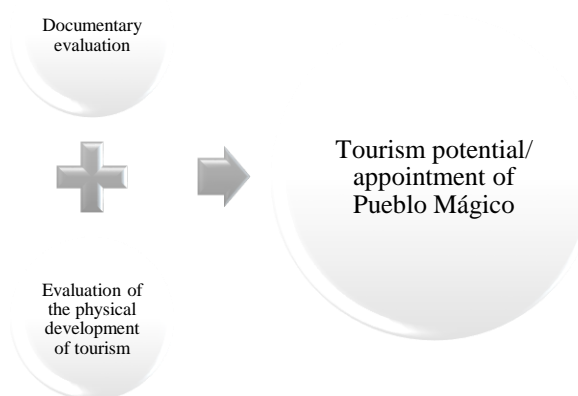 Documentary
evaluation
Evaluation of
the physical
development
of tourism
Tourism potential/
appointment of
Pueblo Mágico